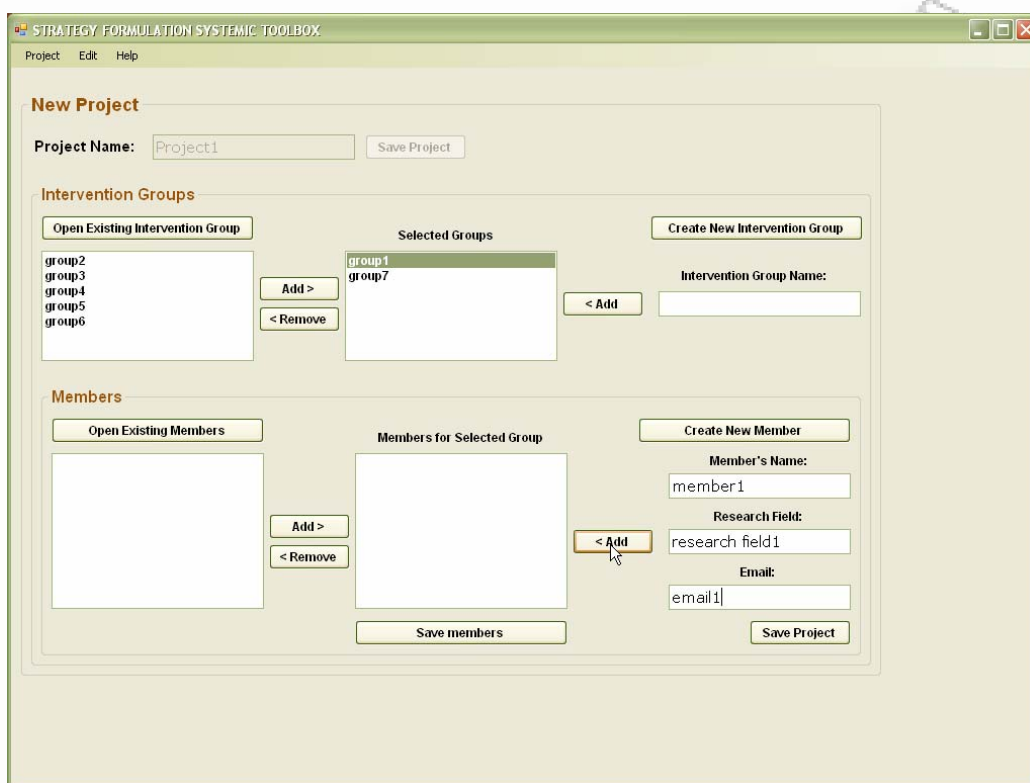 STRATEGY FORMULATION SYSTEMIC TOOLBOX
Project Edit Help
New Project
Project Name: Project1 Save Project
Intervention Groups
Open Existing Intervention Group
Selected Groups
Create New Intervention Group
group2
group3
group4
group5
group6
Add >
< Remove
group1
group7
< Add
Intervention Group Name:
Members
Open Existing Members
Members for Selected Group
Create New Member
Add >
< Remove
< Add
Member's Name:
member1
Research Field:
research field1
Email:
email1
Save members
Save Project